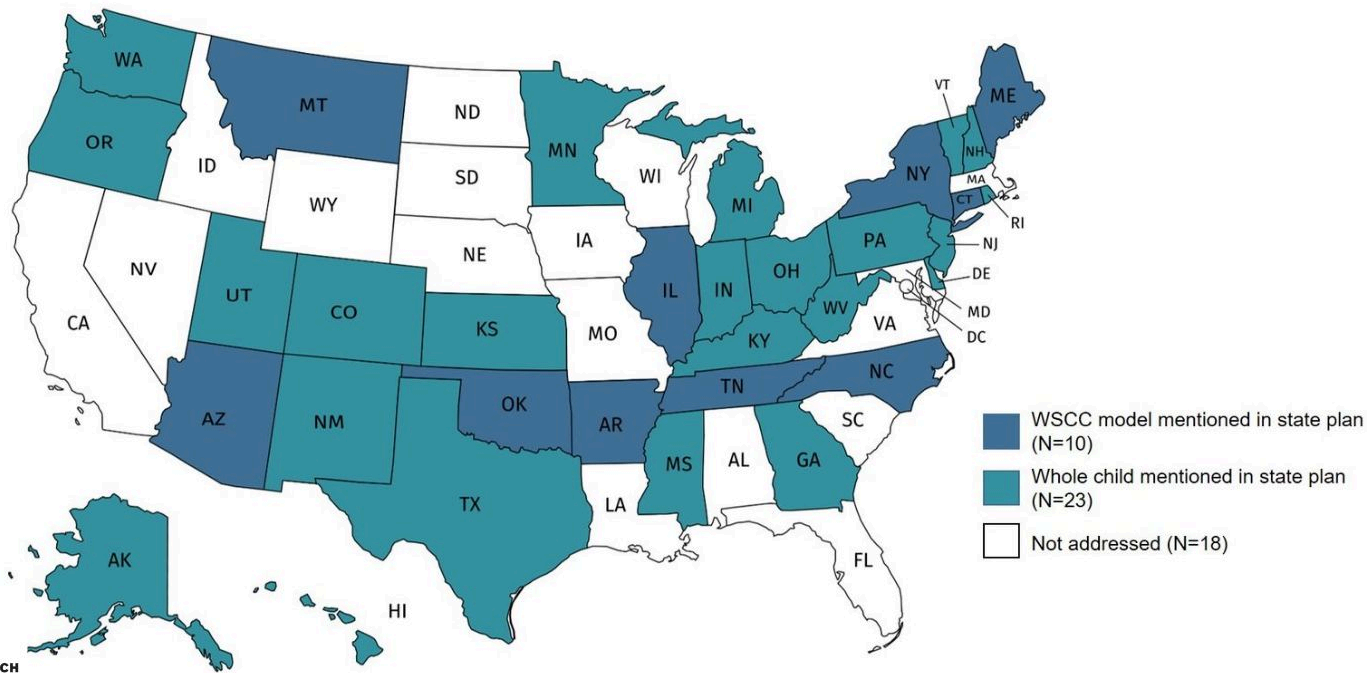 WA
MT
ND
MN
VT
ME
OR
ID
SD
WI
NY
NH
MA
WY
MI
CT
RI
IA
PA
NJ
NE
NV
OH
DE
UT
IL
IN
CO
WV
MD
KS
MO
VA
DC
CA
KY
NC
TN
AZ
OK
NM
AR
SC
MS
AL
GA
TX
LA
FL
AK
HI
WSCC model mentioned in state plan
(N=10)
Whole child mentioned in state plan
(N=23)
Not addressed (N=18)
CH